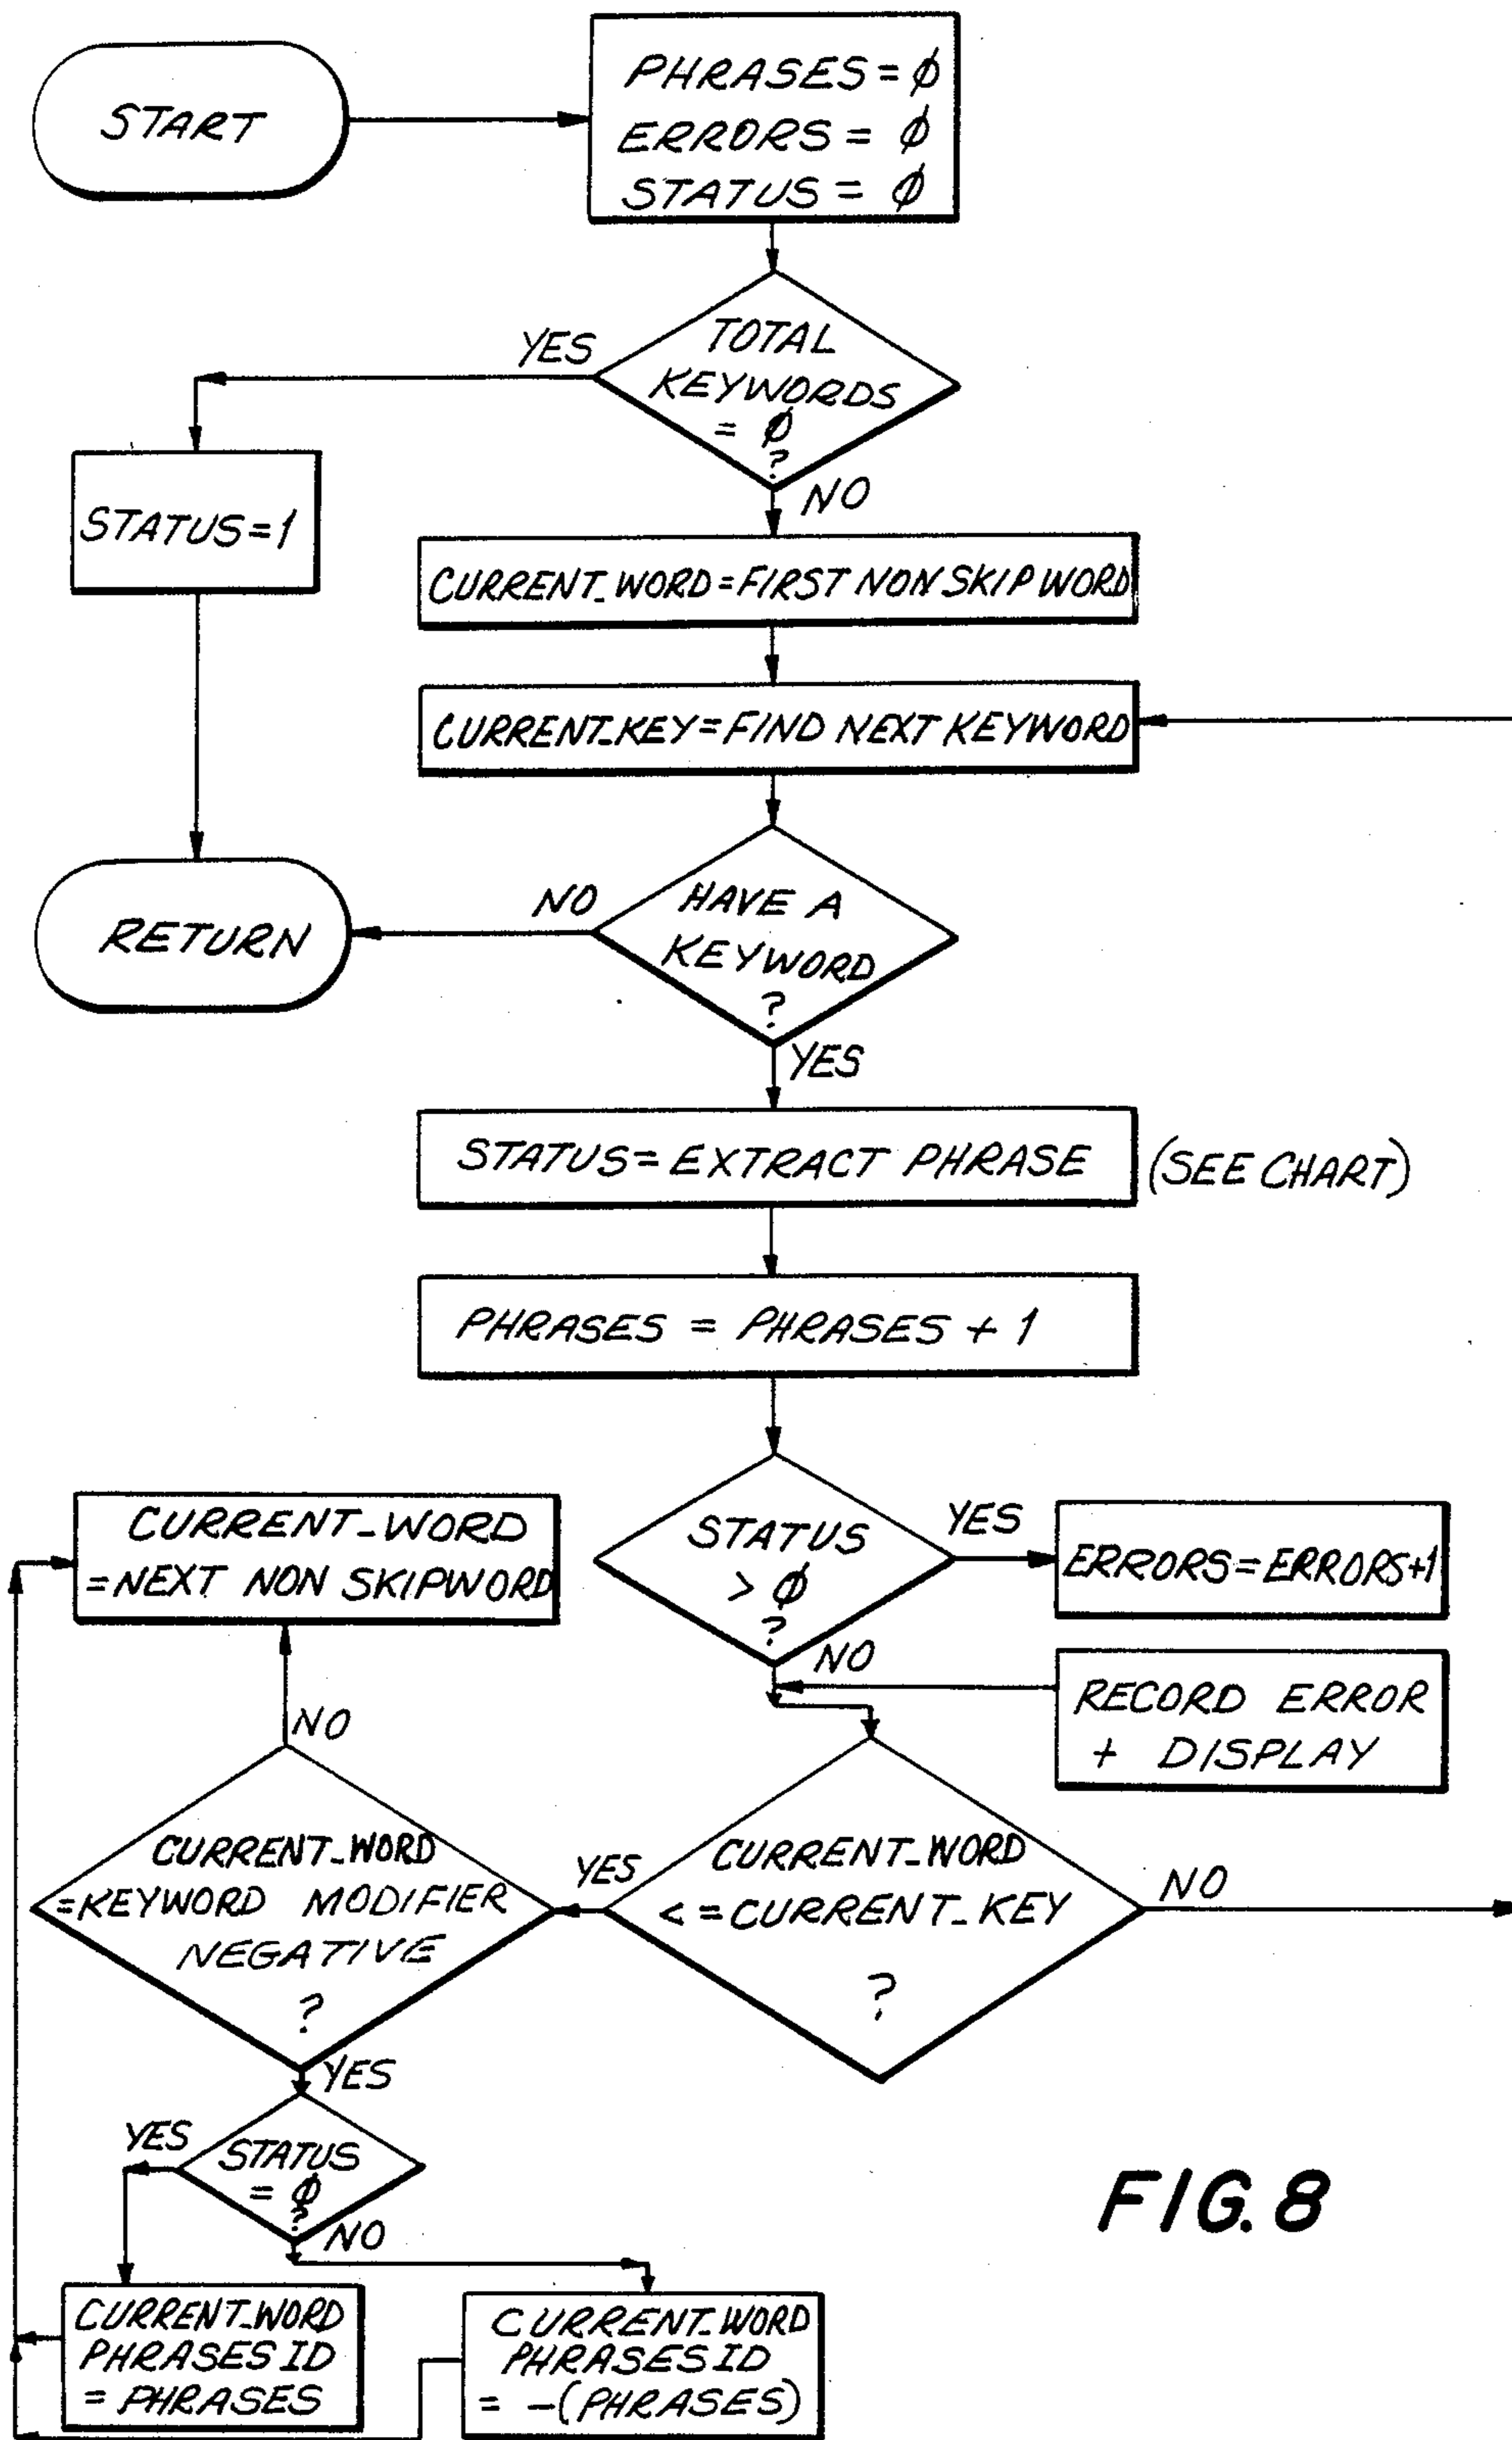 START
PHRASES = ϕ
ERRORS = ϕ
STATUS = ϕ
TOTAL
KEYWORDS
= ϕ
?
YES
NO
STATUS=1
CURRENT_WORD=FIRST NON SKIP WORD
CURRENT_KEY=FIND NEXT KEYWORD
HAVE A
KEYWORD
?
NO
YES
RETURN
STATUS=EXTRACT PHRASE
(SEE CHART)
PHRASES = PHRASES + 1
STATUS
> ϕ
?
YES
NO
ERRORS=ERRORS+1
RECORD ERROR
+ DISPLAY
CURRENT_WORD
=NEXT NON SKIPWORD
NO
CURRENT_WORD
=KEYWORD MODIFIER
NEGATIVE
?
YES
CURRENT_WORD
<=CURRENT_KEY
?
NO
YES
YES
STATUS
= ϕ
?
NO
CURRENT_WORD
PHRASES ID
= PHRASES
CURRENT_WORD
PHRASES ID
= -(PHRASES)
FIG. 8